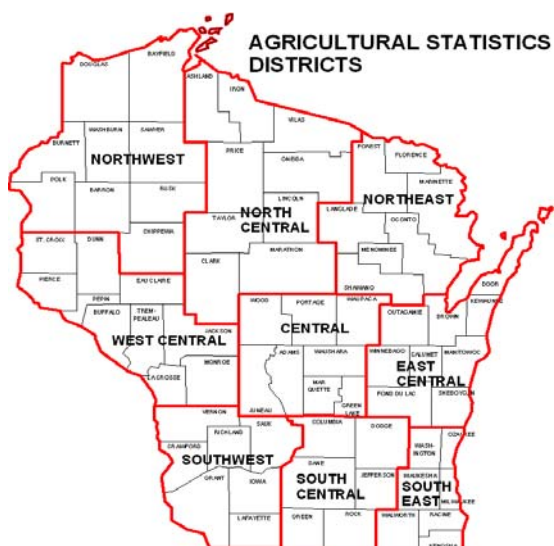 AGRICULTURAL STATISTICS
DISTRICTS
BAYFIELD
DOUGLAS
ASHLAND
IRON
VILAS
WASHBURN
SAWYER
BURNETT
NORTHWEST
PRICE
ONEIDA
FOREST
FLORENCE
MARINETTE
POLK
BARRON
RUSK
NORTHEAST
LINCOLN
LANGLADE
TAYLOR
NORTH
CENTRAL
OCONTO
CHIPPEWA
ST. CROIX
DUNN
MARATHON
MENOMINEE
CLARK
PIERCE
EAU CLAIRE
SHAWANO
DOOR
PEPIN
BUFFALO
TREM-
PEALEAU
WOOD
PORTAGE
WAUPACA
KEWAUNEE
OUTAGAMIE
BROWN
JACKSON
CENTRAL
WEST CENTRAL
ADAMS
WAUSHARA
WINNEBAGO
CALUMET
MANITOWOC
MONROE
EAST
CENTRAL
LACROSSE
MAR
QUETTE
FOND DU LAC
SHEBOYGAN
GREEN
LAKE
VERNON
JUNEAU
SAUK
COLUMBIA
DODGE
RICHLAND
OZAUKEE
WASH-
INGTON
CRAWFORD
SOUTHWEST
DANE
JEFFERSON
WAUKESHA
GRANT
IOWA
SOUTH
CENTRAL
SOUTH
EAST
MILWAUKEE
LAFAYETTE
GREEN
ROCK
WALWORTH
RACINE